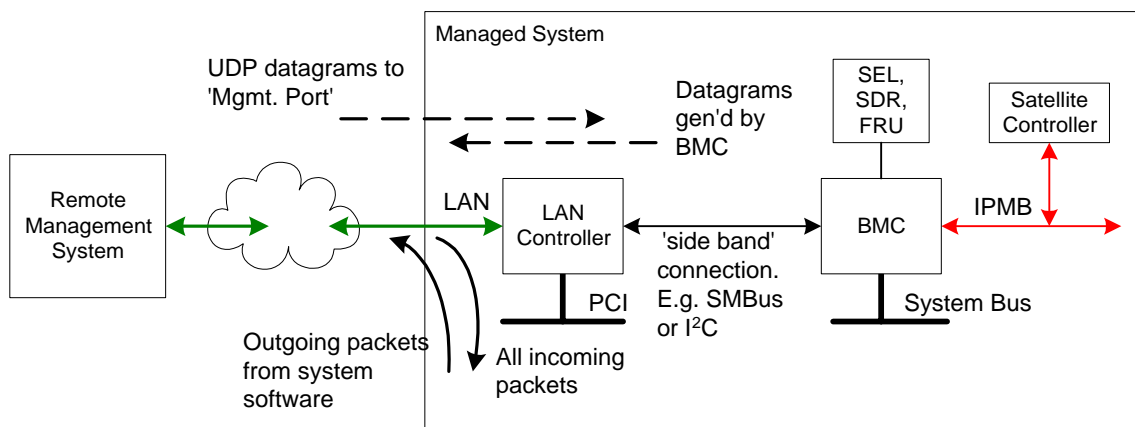 Managed System
UDP datagrams to
'Mgmt. Port'
Datagrams
gen'd by
BMC
SEL,
SDR,
FRU
Satellite
Controller
Remote
Management
System
LAN
LAN
Controller
BMC
IPMB
'side band'
connection.
E.g. SMBus
or I²C
PCI
System Bus
Outgoing packets
from system
software
All incoming
packets